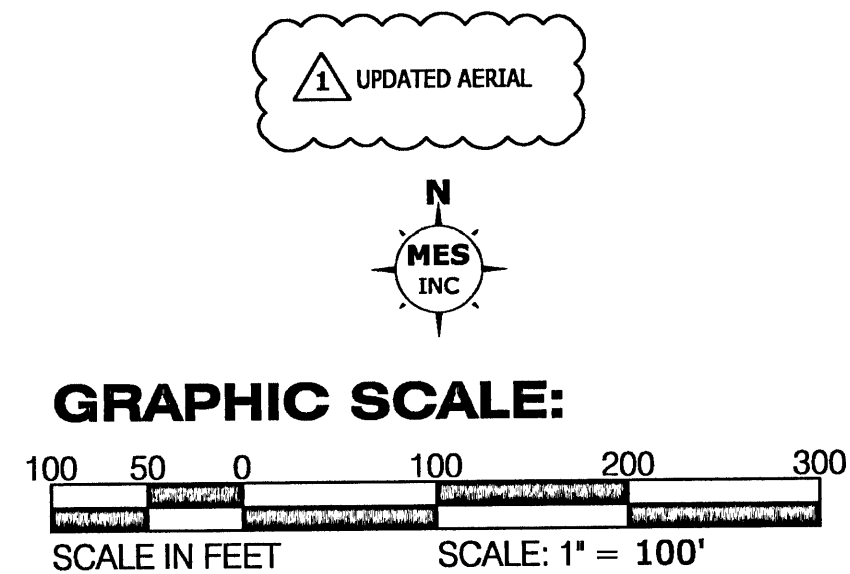 1 UPDATED AERIAL
N
MES
INC
GRAPHIC SCALE:
100 50 0 100 200 300
SCALE IN FEET SCALE: 1" = 100'